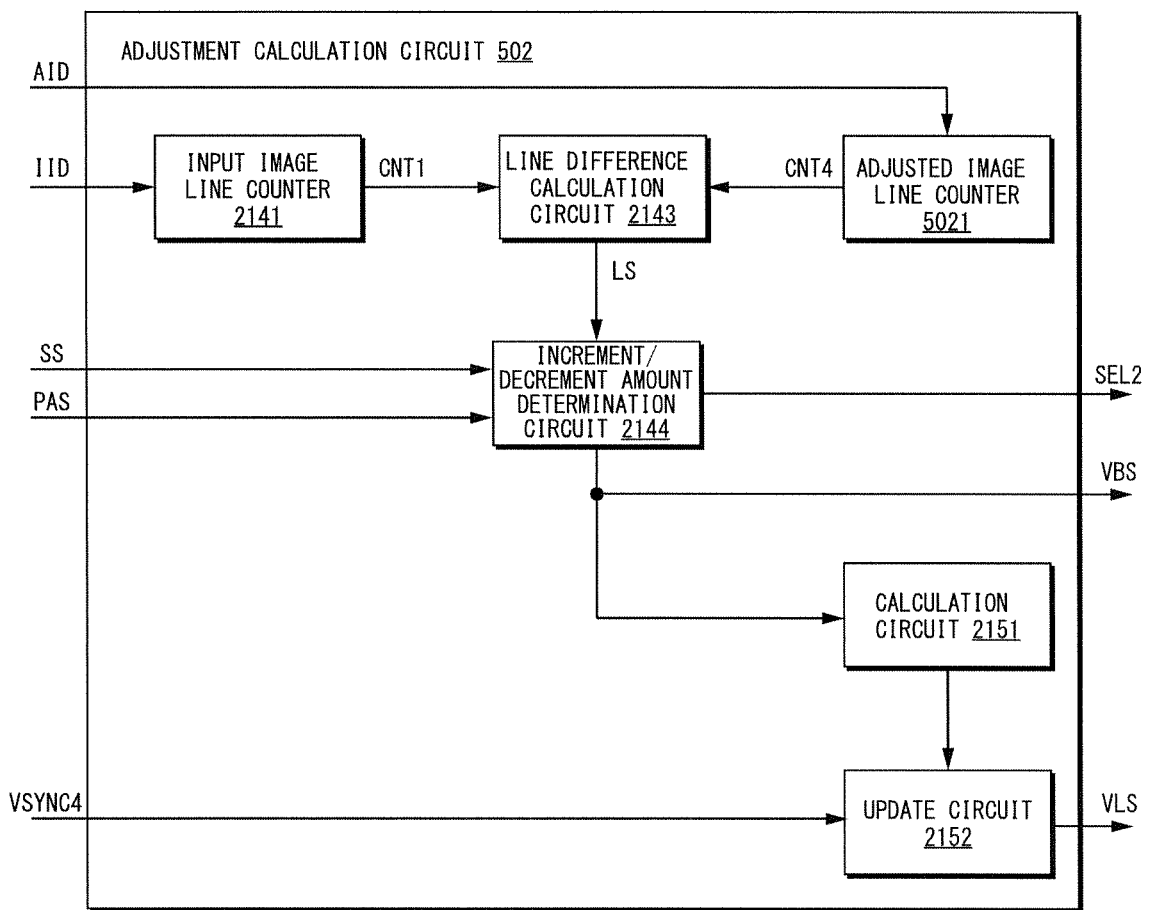 ADJUSTMENT CALCULATION CIRCUIT 502
AID
IID
INPUT IMAGE
LINE COUNTER
2141
CNT1
LINE DIFFERENCE
CALCULATION
CIRCUIT 2143
CNT4
ADJUSTED IMAGE
LINE COUNTER
5021
LS
SS
PAS
INCREMENT/
DECREMENT AMOUNT
DETERMINATION
CIRCUIT 2144
SEL2
VBS
CALCULATION
CIRCUIT 2151
VSYNC4
UPDATE CIRCUIT
2152
VLS